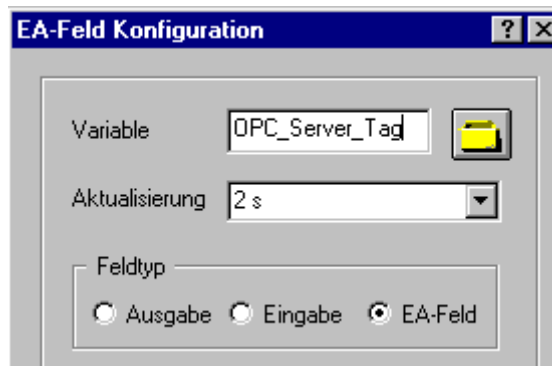 EA-Feld Konfiguration
Variable OPC_Server_Tag
Aktualisierung 2 s
Feldtyp
Ausgabe Eingabe EA-Feld